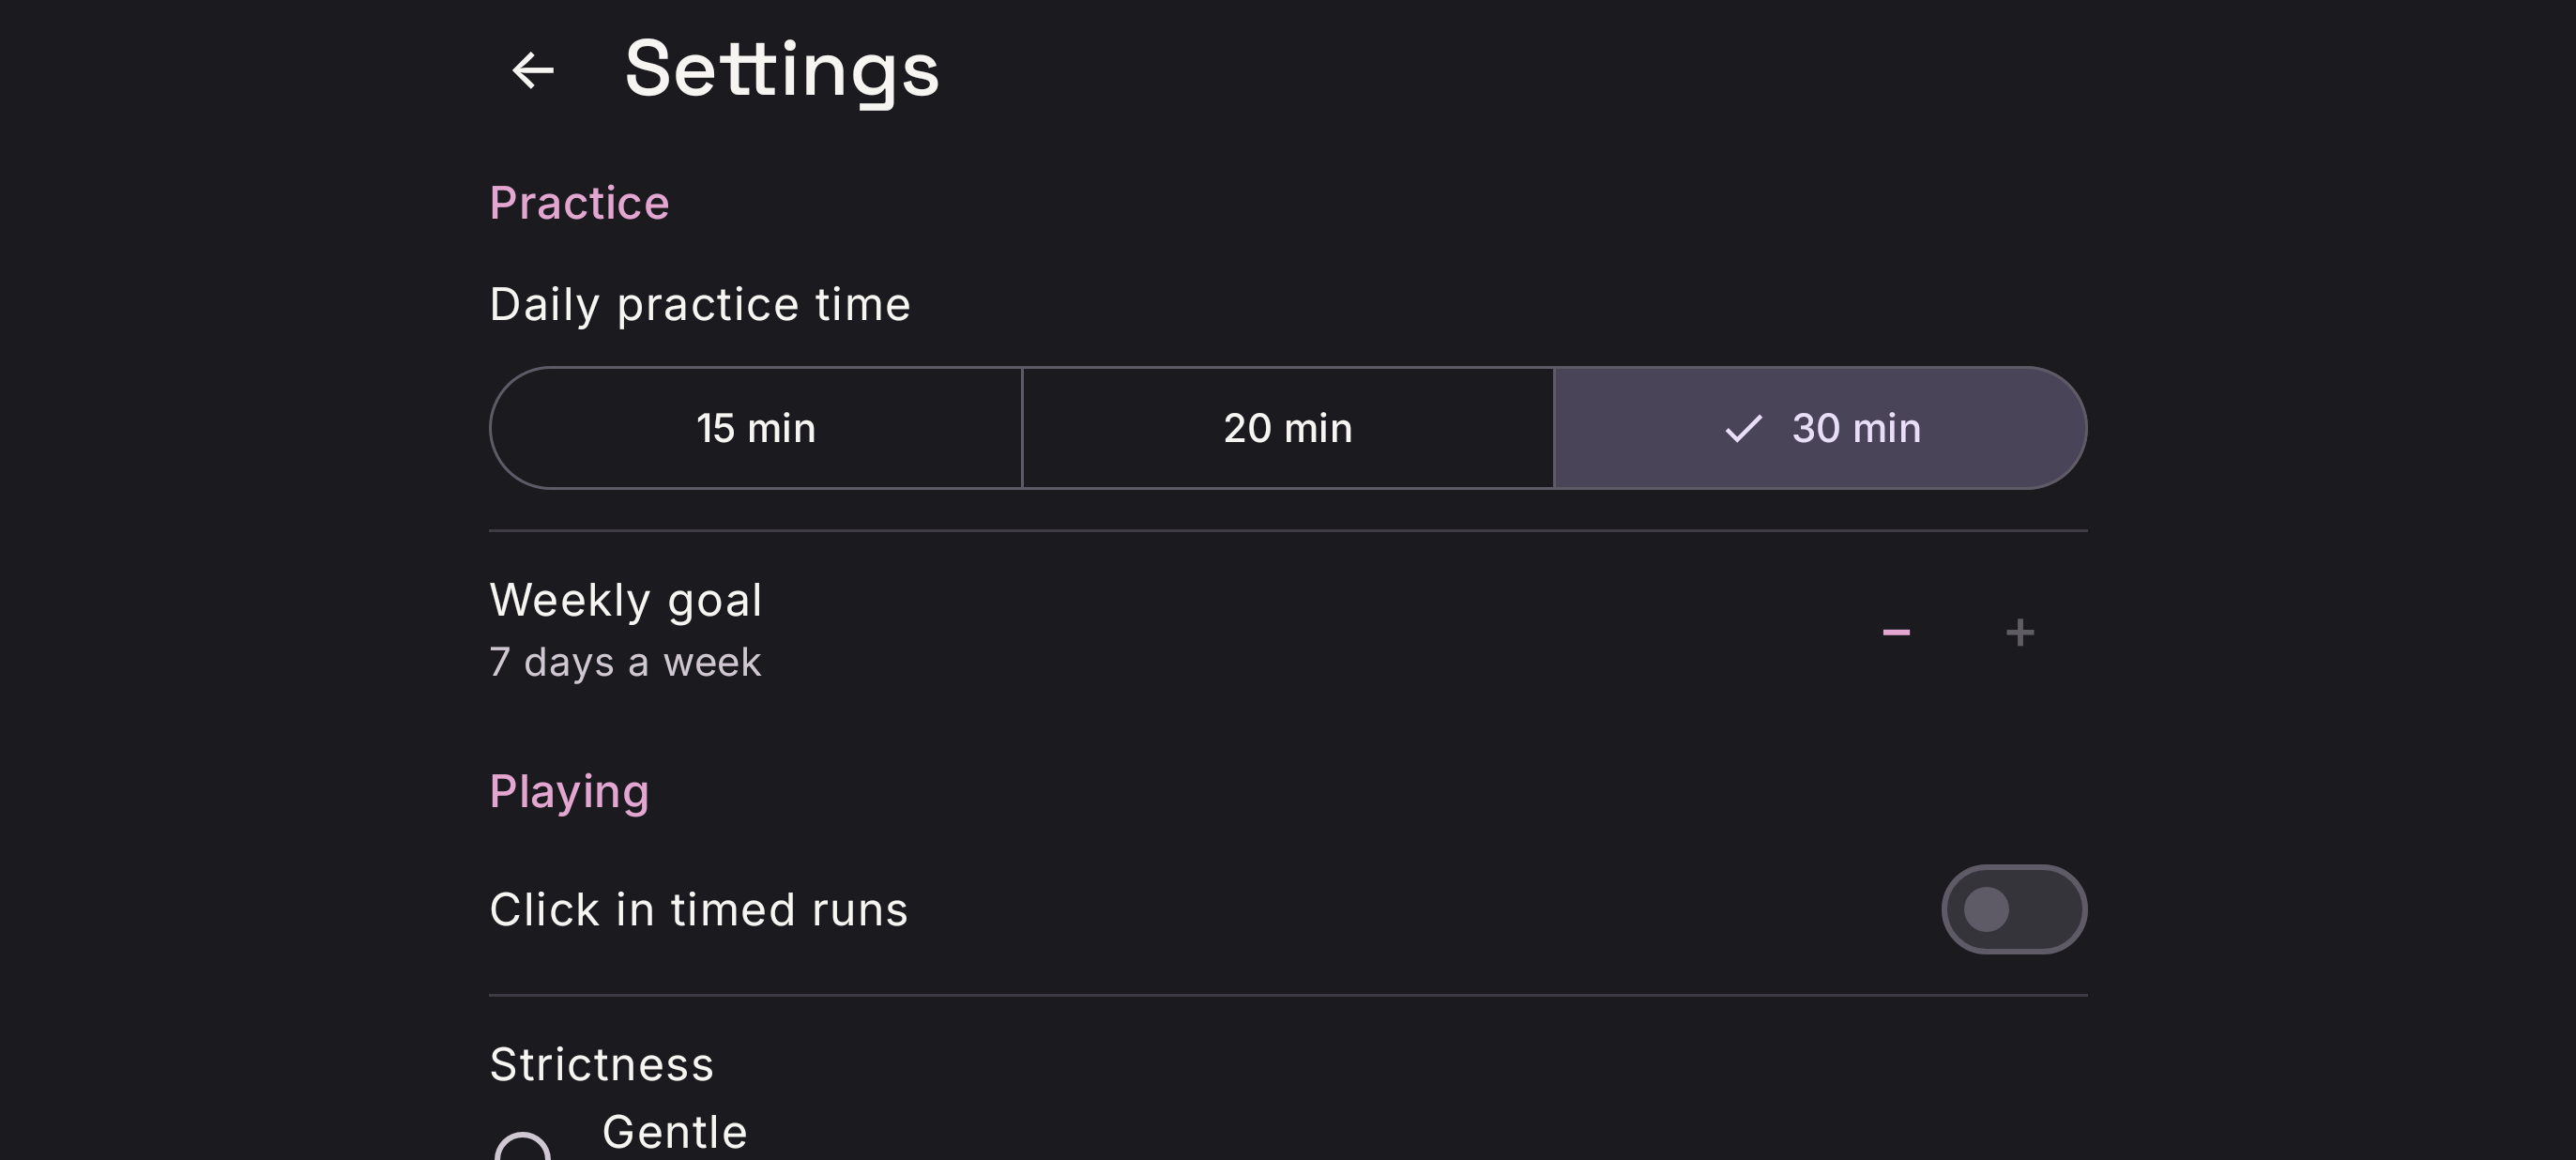 Settings
Practice
Daily practice time
15 min
20 min
30 min
Weekly goal
7 days a week
Playing
Click in timed runs
Strictness
Gentle